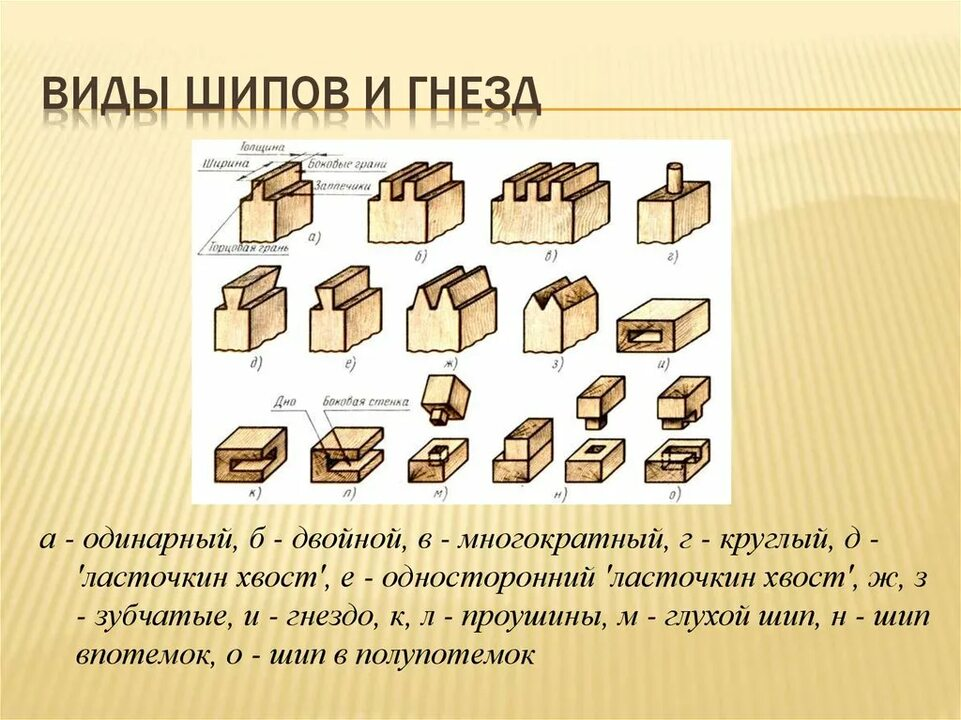 ВИДЫ ШИПОВ И ГНЕЗД
Толщина
Ширина
Боковые грани
Заплечики
Торцовая грань
а)
б)
в)
г)
д)
е)
ж)
з)
и)
Дно
Боковая стенка
к)
л)
м)
н)
о)
а - одинарный, б - двойной, в - многократный, г - круглый, д -
'ласточкин хвост', е - односторонний 'ласточкин хвост', ж, з
- зубчатые, и - гнездо, к, л - проушины, м - глухой шип, н - шип
впотемок, о - шип в полупотемок